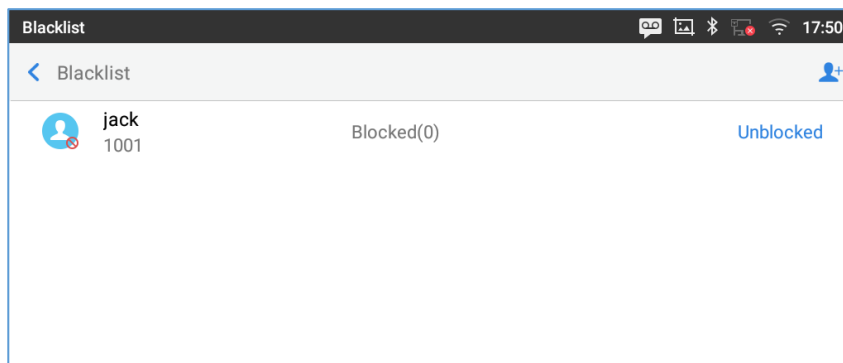 Blacklist 17:50
Blacklist
jack
1001
Blocked(0)
Unblocked